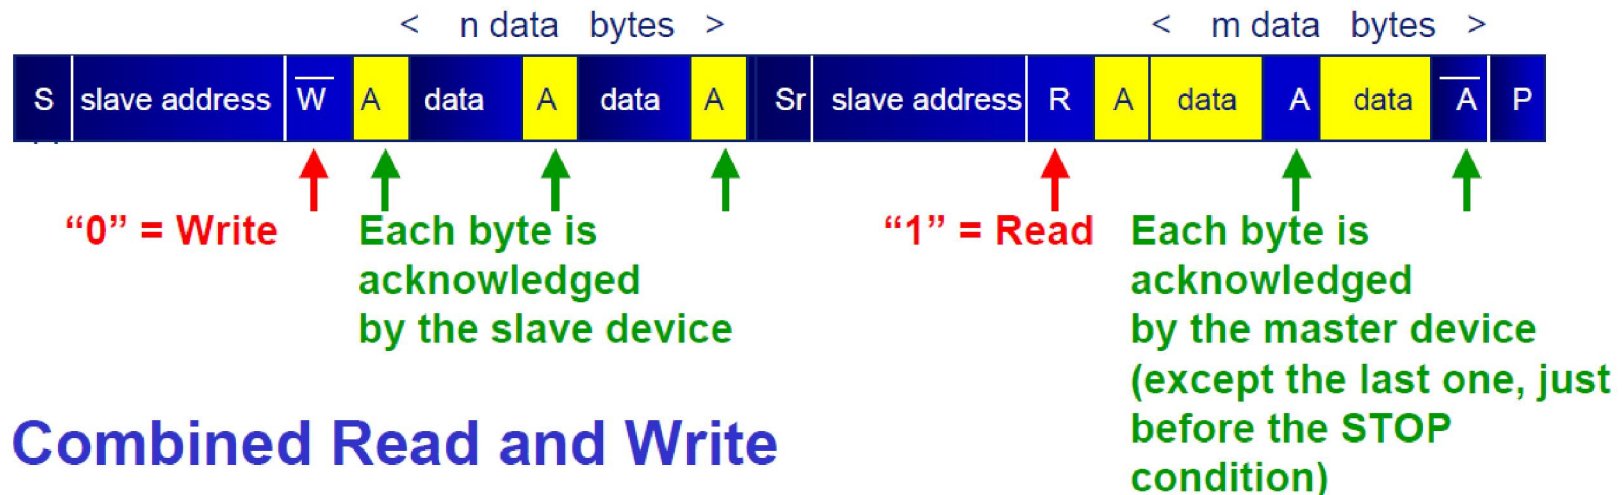 < n data bytes > < m data bytes >
S slave address W̅ A data A data A Sr slave address R A data A data A̅ P
“0” = Write
Each byte is
acknowledged
by the slave device
“1” = Read
Each byte is
acknowledged
by the master device
(except the last one, just
before the STOP
condition)
Combined Read and Write